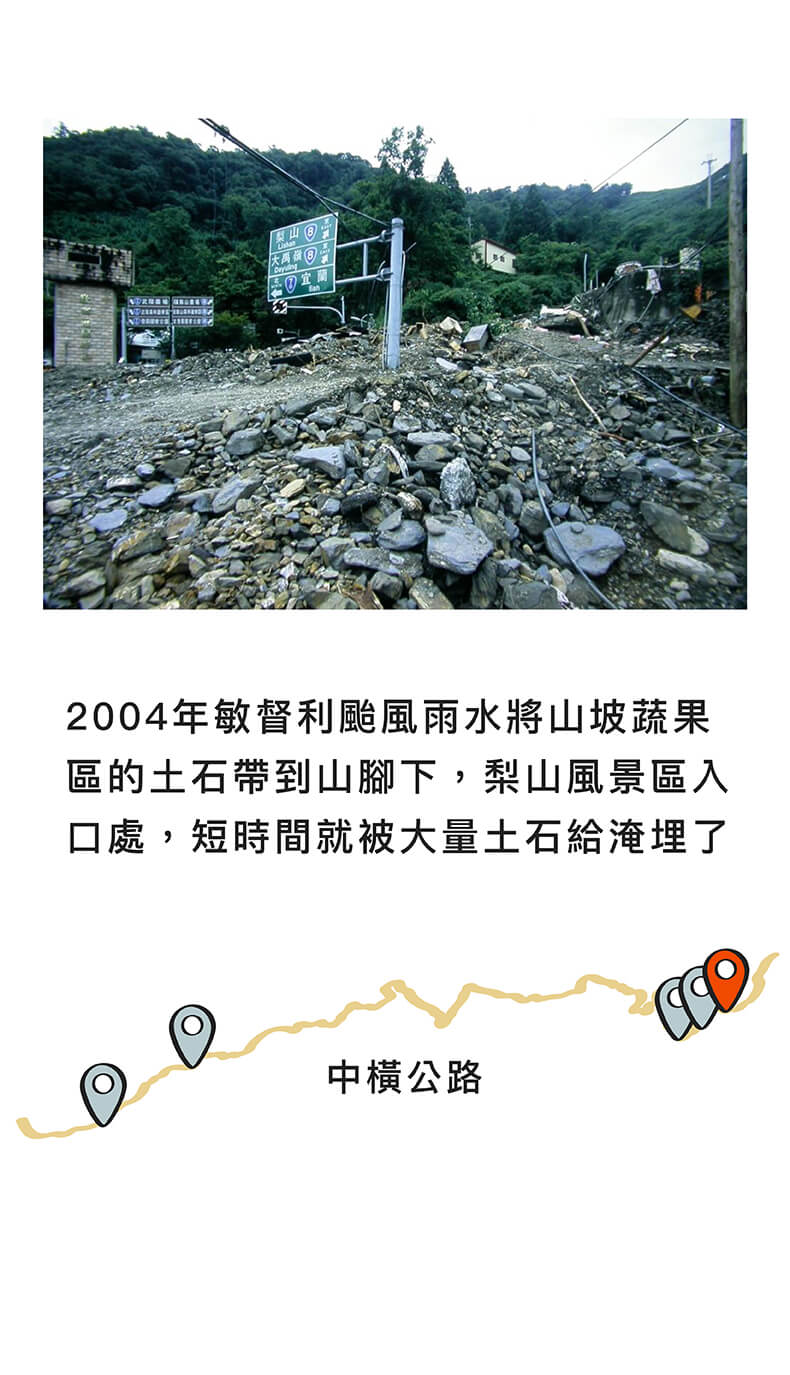 梨山 8
Lishan
大禹嶺 8
Dayuling
7 宜蘭
Ilan
2004年敏督利颱風雨水將山坡蔬果
區的土石帶到山腳下，梨山風景區入
口處，短時間就被大量土石給淹埋了
中橫公路